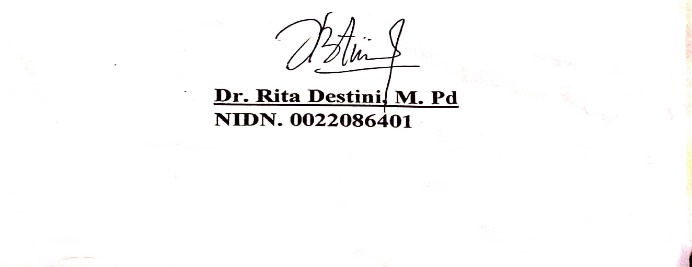 Dr. Rita Destini, M. Pd
NIDN. 0022086401